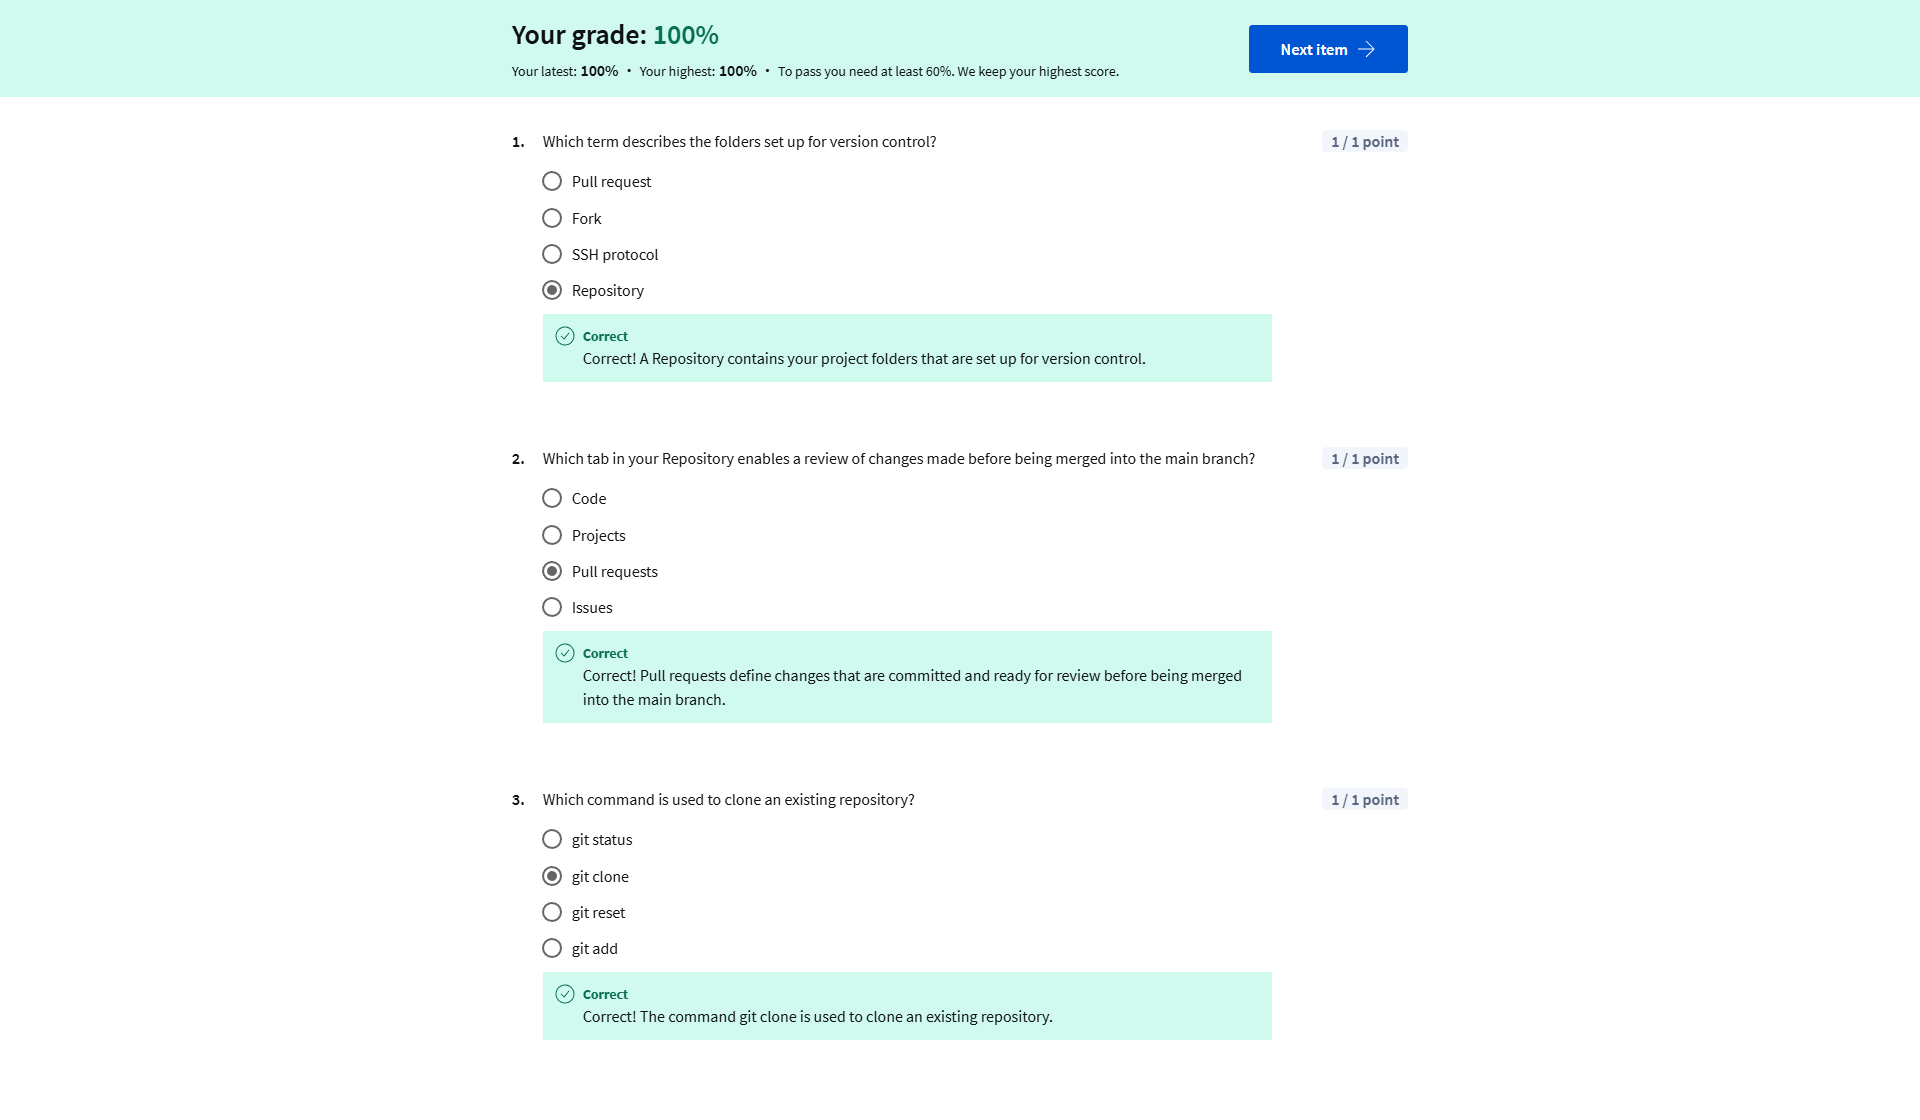 Your grade: 100%
Your latest: 100% • Your highest: 100% • To pass you need at least 60%. We keep your highest score.
Next item
1. Which term describes the folders set up for version control?
1 / 1 point
Pull request
Fork
SSH protocol
Repository
Correct
Correct! A Repository contains your project folders that are set up for version control.
2. Which tab in your Repository enables a review of changes made before being merged into the main branch?
1 / 1 point
Code
Projects
Pull requests
Issues
Correct
Correct! Pull requests define changes that are committed and ready for review before being merged
into the main branch.
3. Which command is used to clone an existing repository?
1 / 1 point
git status
git clone
git reset
git add
Correct
Correct! The command git clone is used to clone an existing repository.